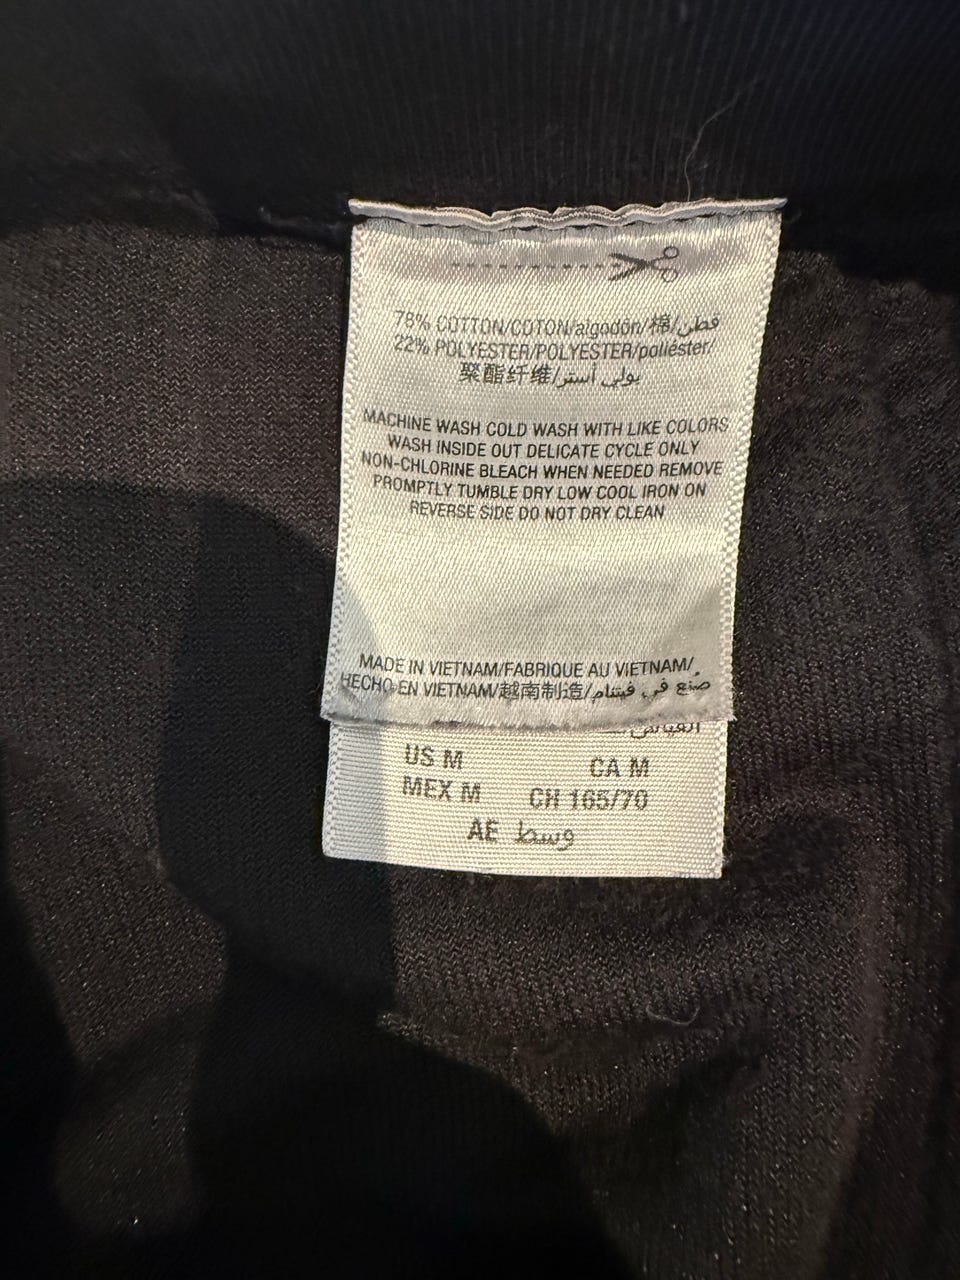 78% COTTON/COTON/algodón/棉/قطن
22% POLYESTER/POLYESTER/poliéster/
聚酯纤维/بولي أستر
MACHINE WASH COLD WASH WITH LIKE COLORS
WASH INSIDE OUT DELICATE CYCLE ONLY
NON-CHLORINE BLEACH WHEN NEEDED REMOVE
PROMPTLY TUMBLE DRY LOW COOL IRON ON
REVERSE SIDE DO NOT DRY CLEAN
MADE IN VIETNAM/FABRIQUE AU VIETNAM/
HECHO EN VIETNAM/越南制造/صُنع في فيتنام
US M CA M
MEX M CH 165/70
AE وسط